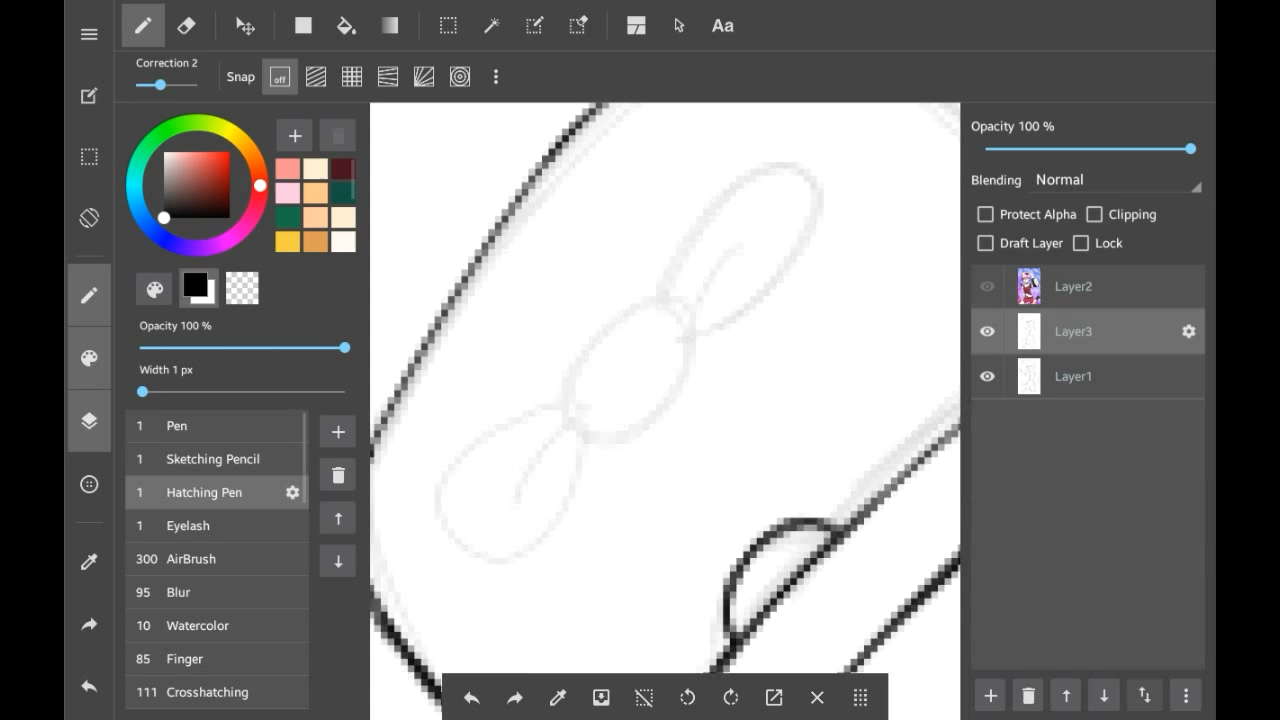 Aa
Correction 2
Snap
off
Opacity 100 %
Width 1 px
1 Pen
1 Sketching Pencil
1 Hatching Pen
1 Eyelash
300 AirBrush
95 Blur
10 Watercolor
85 Finger
111 Crosshatching
Opacity 100 %
Blending Normal
Protect Alpha Clipping
Draft Layer Lock
Layer2
Layer3
Layer1